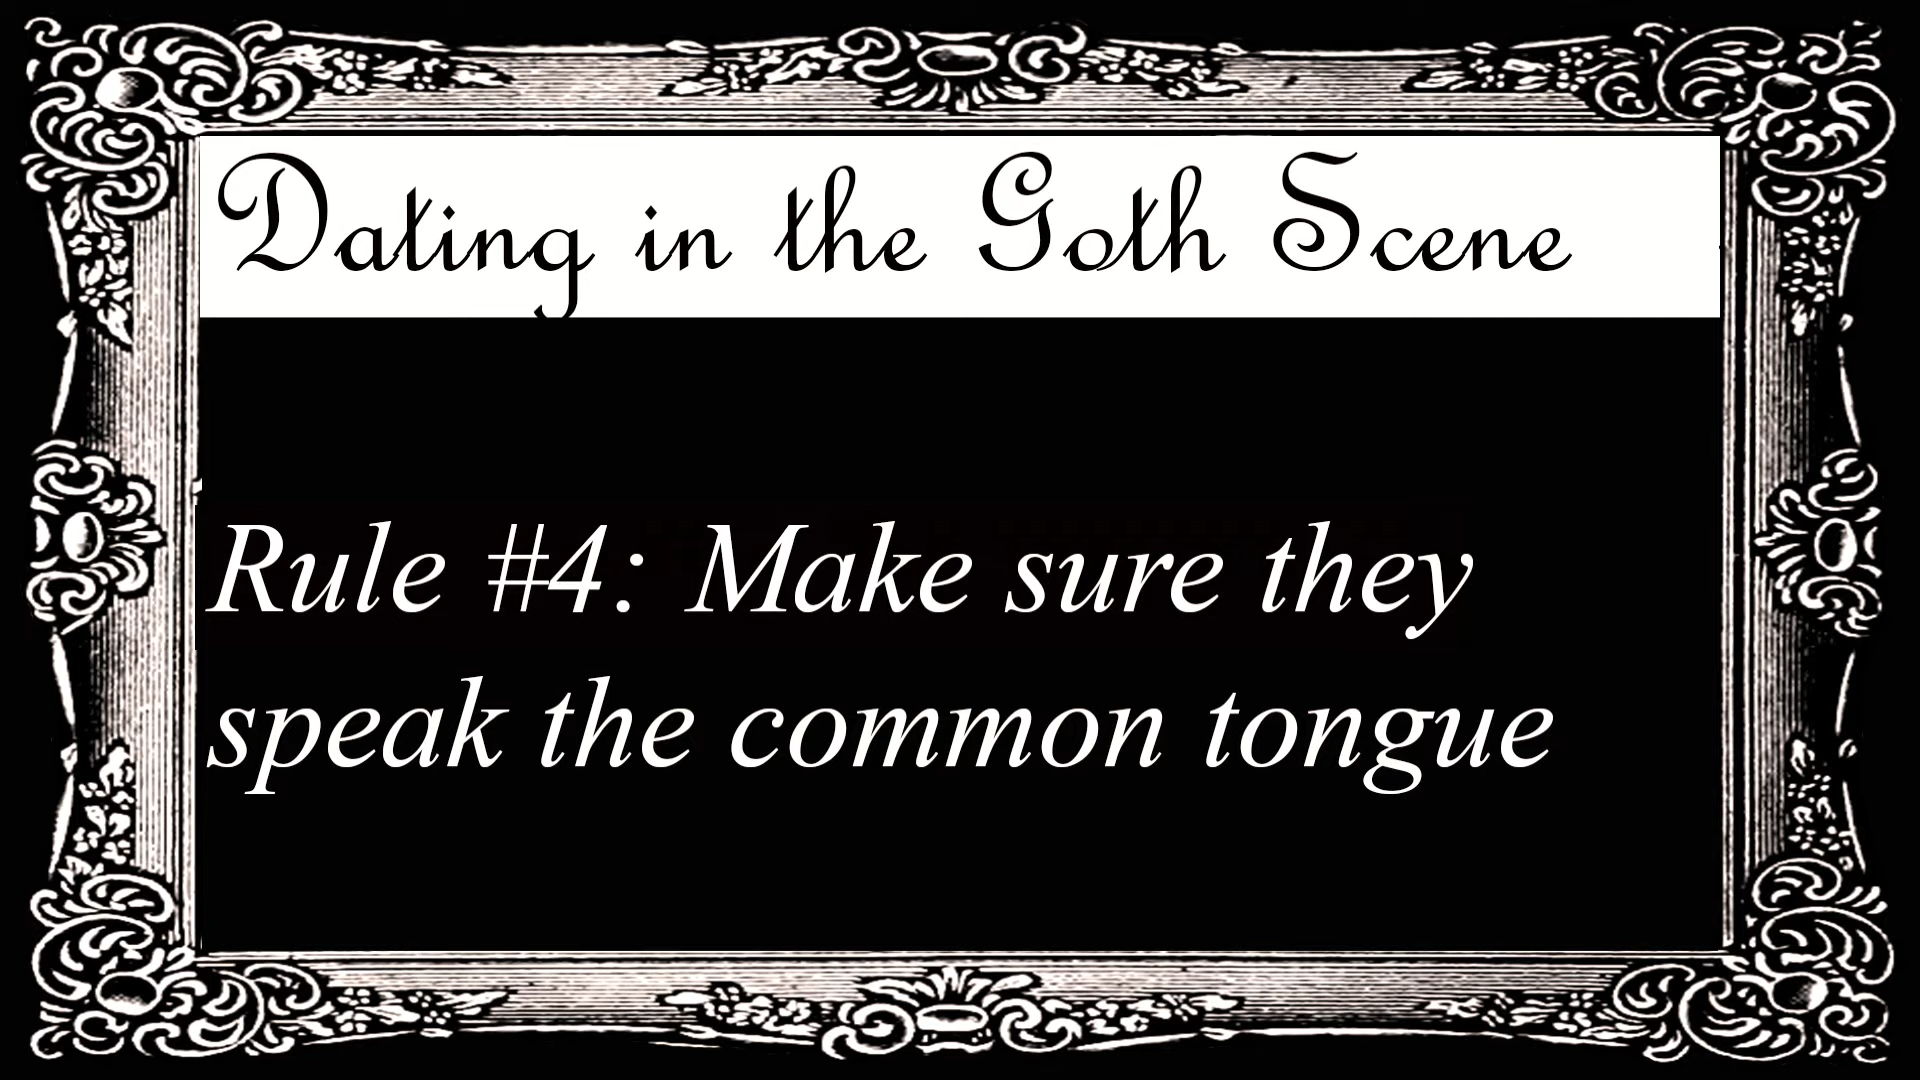 Dating in the Goth Scene
Rule #4: Make sure they
speak the common tongue